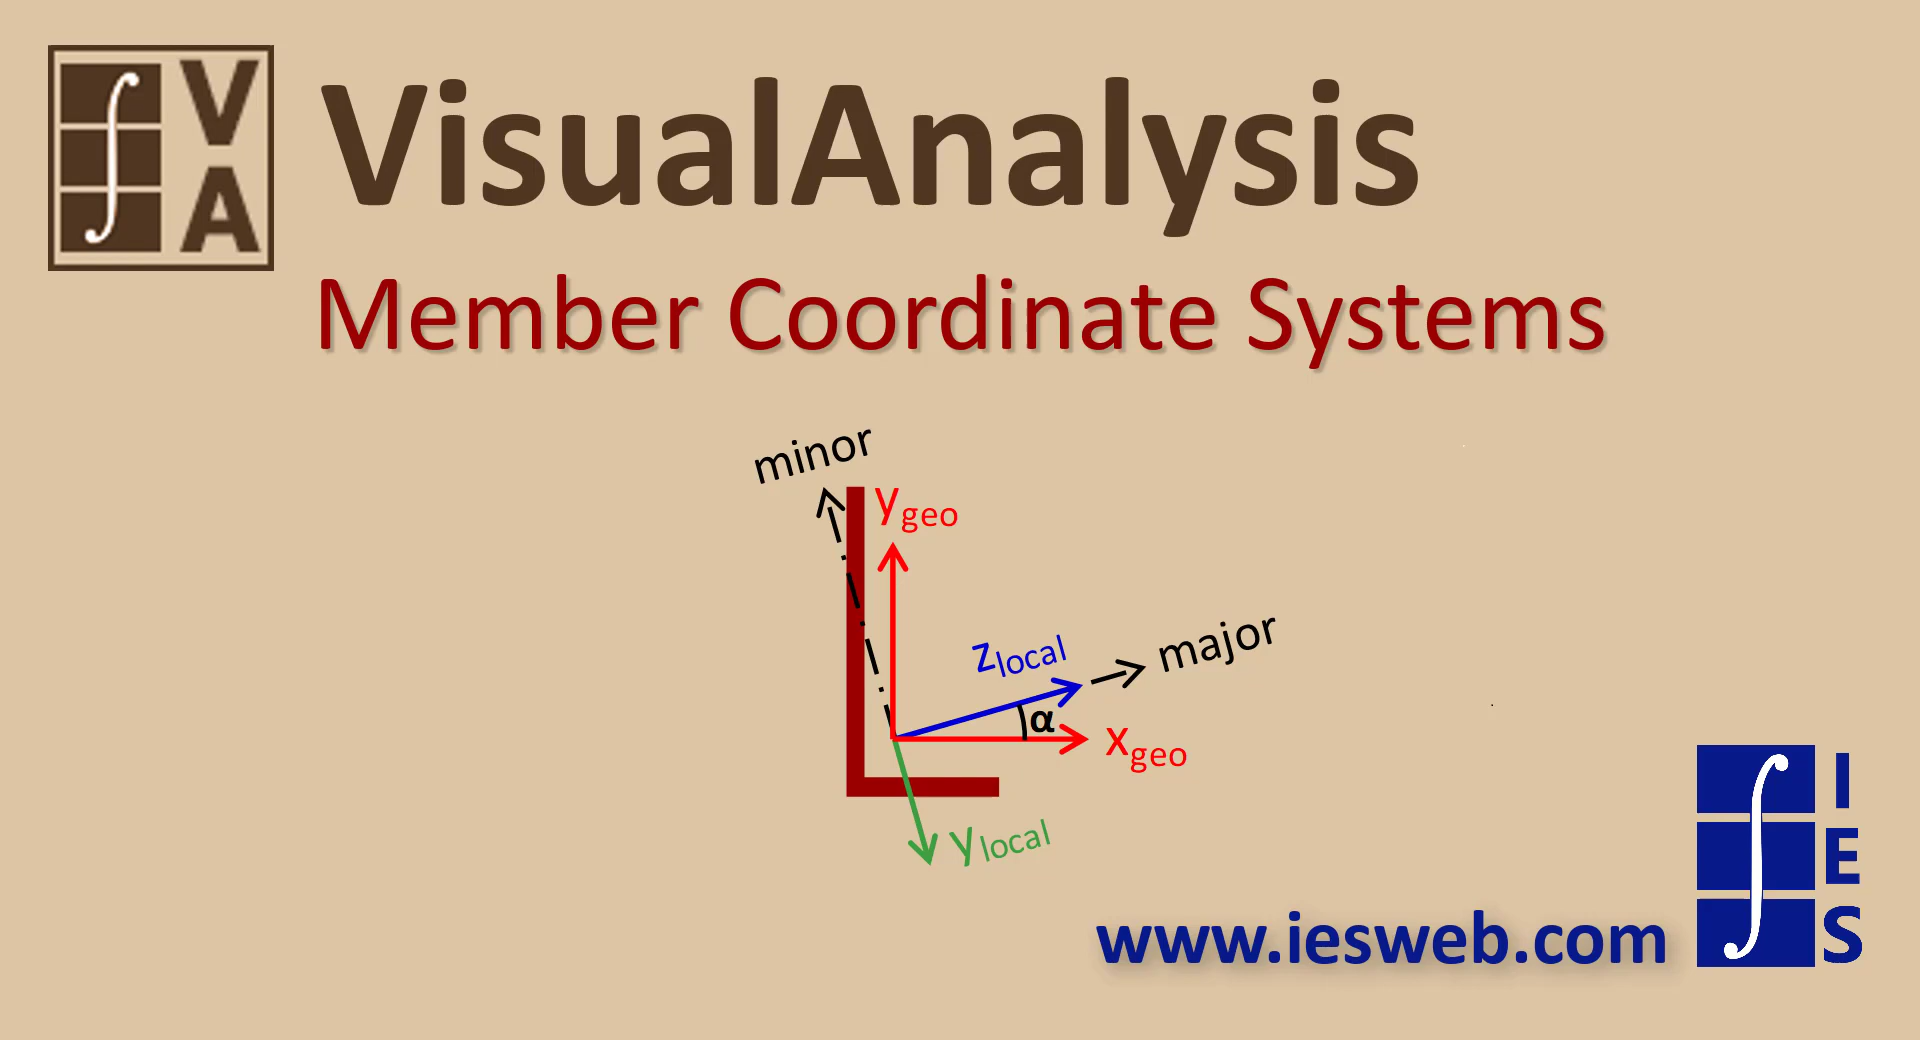 V
A
VisualAnalysis
Member Coordinate Systems
minor
ygeo
zlocal
major
α
xgeo
ylocal
www.iesweb.com
I
E
S